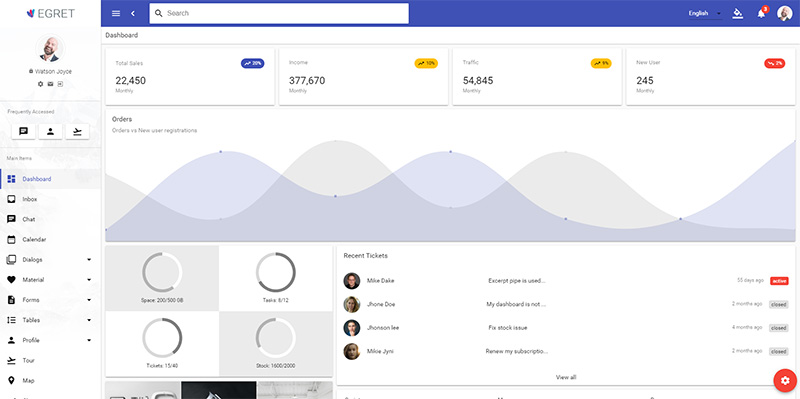 EGRET
Search
English
3
Watson Joyce
Frequently Accessed
Main Items
Dashboard
Inbox
Chat
Calendar
Dialogs
Material
Forms
Tables
Profile
Tour
Map
Dashboard
Total Sales
20%
22,450
Monthly
Income
10%
377,670
Monthly
Traffic
5%
54,845
Monthly
New User
2%
245
Monthly
Orders
Orders vs New user registrations
Space: 200/500 GB
Tasks: 8/12
Tickets: 15/40
Stock: 1600/2000
Recent Tickets
Mike Dake
Excerpt pipe is used...
55 days ago
active
Jhone Doe
My dashboard is not ...
2 months ago
closed
Jhonson lee
Fix stock issue
4 months ago
closed
Mikie Jyni
Renew my subscriptio...
2 months ago
closed
View all